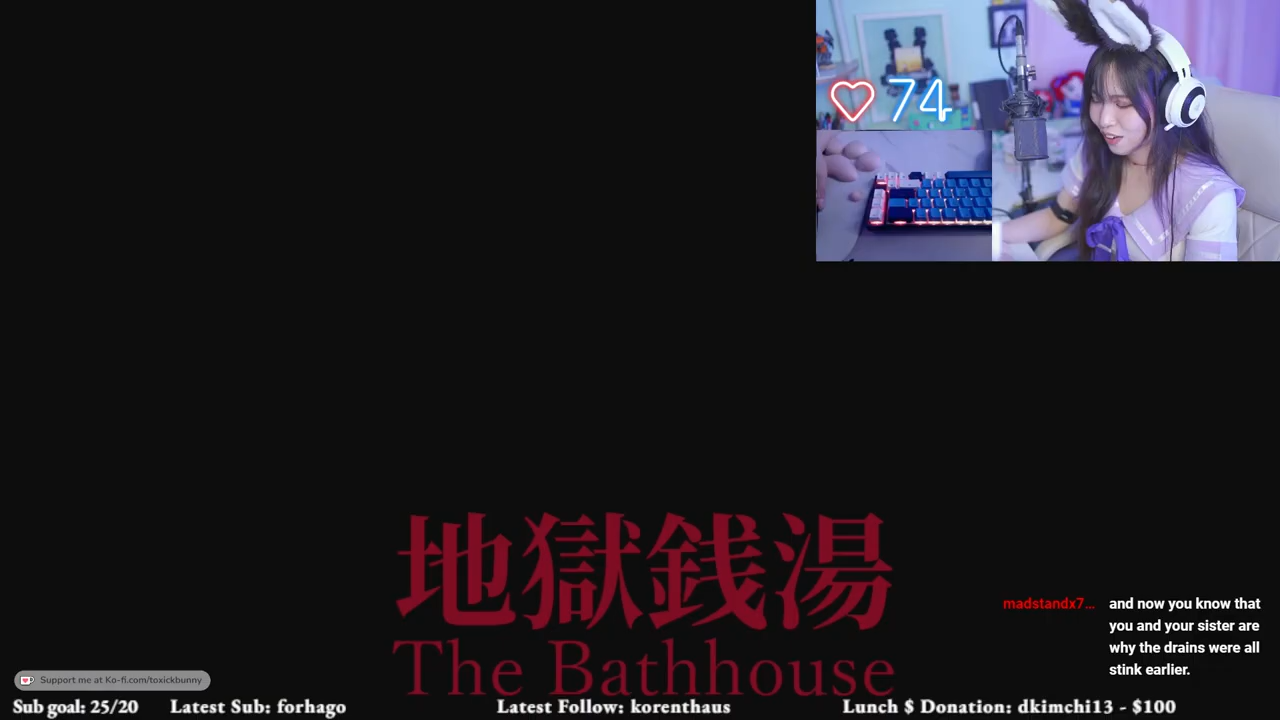 74
地獄銭湯
The Bathhouse
madstandx7... and now you know that
you and your sister are
why the drains were all
stink earlier.
Support me at Ko-fi.com/toxickbunny
Sub goal: 25/20 Latest Sub: forhago Latest Follow: korenthaus Lunch $ Donation: dkimchi13 - $100